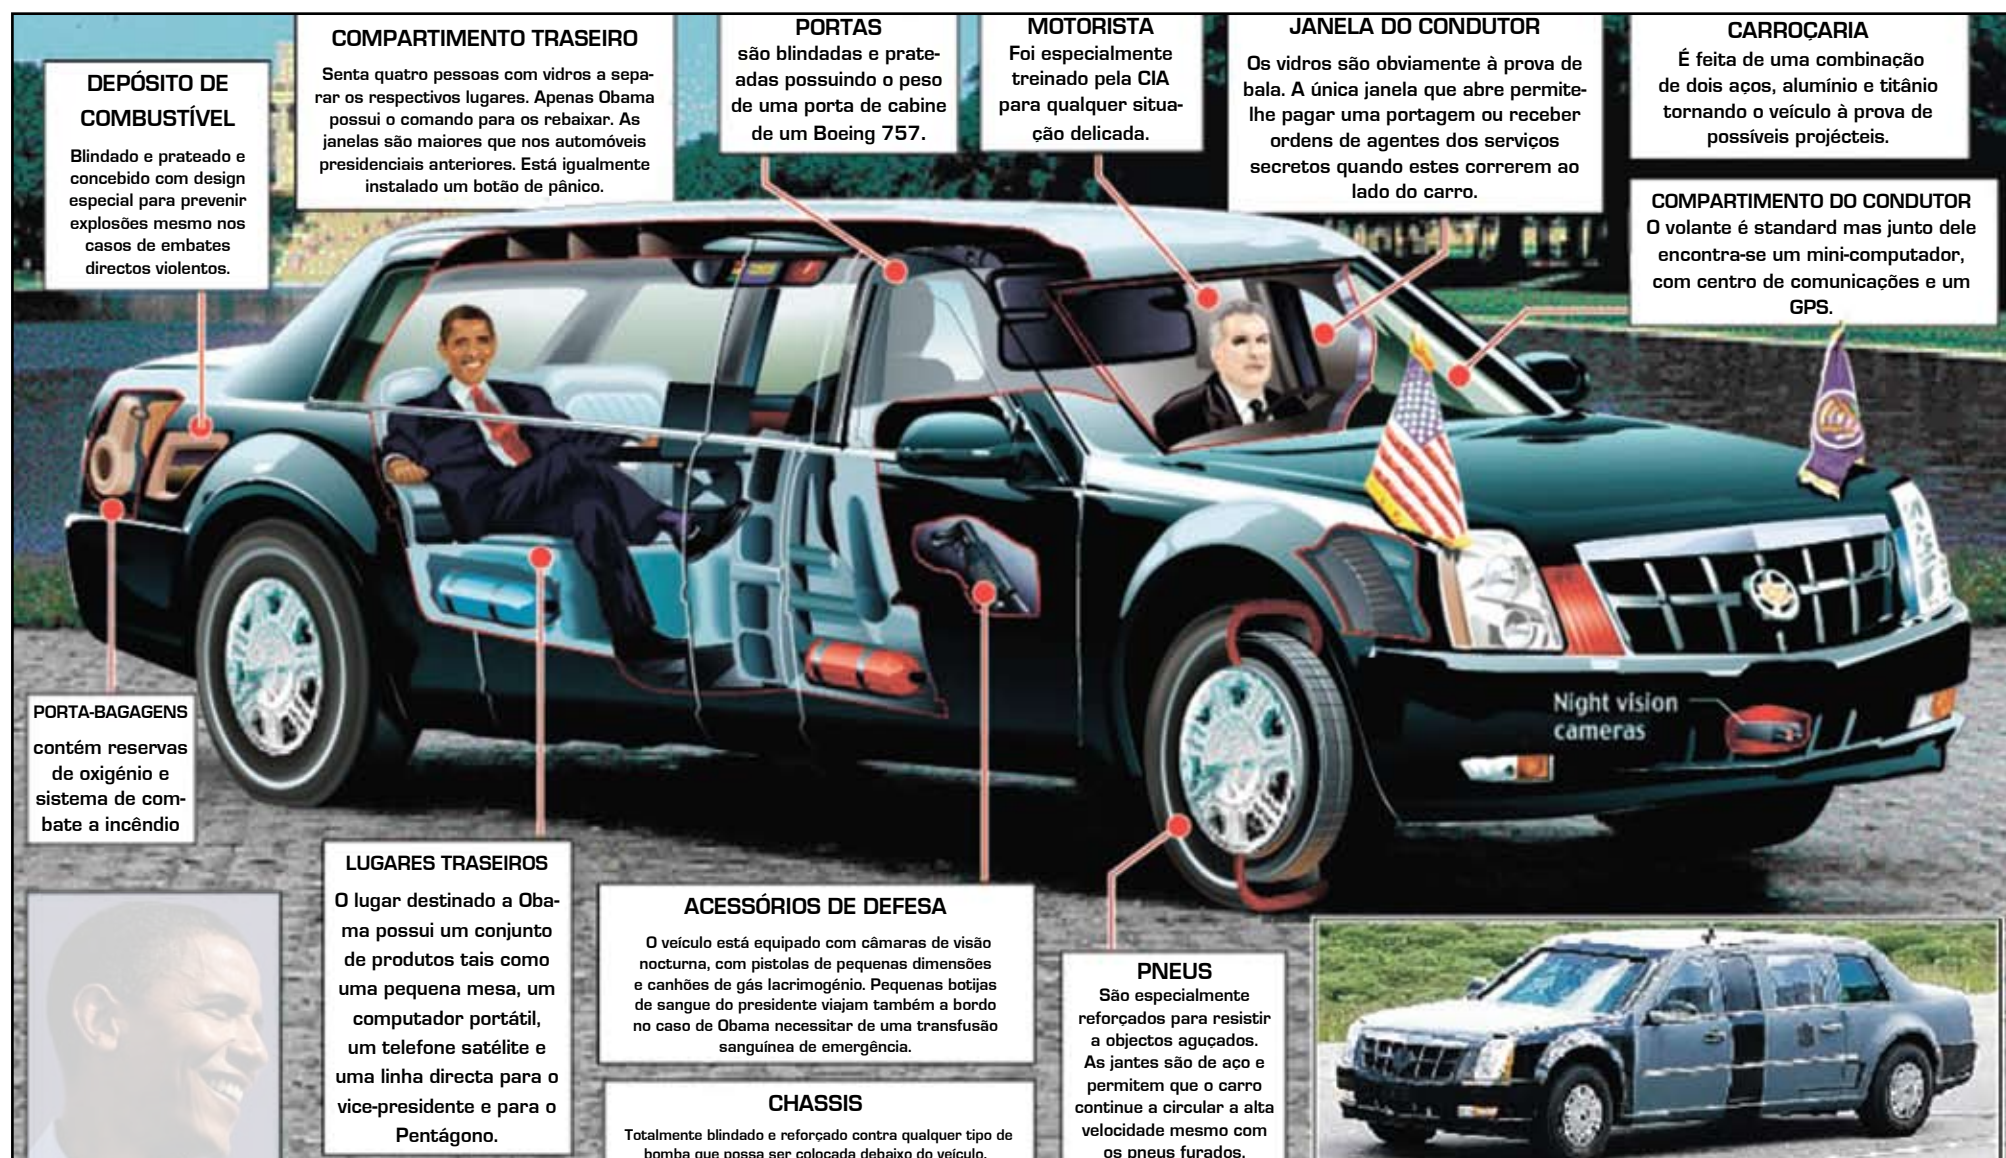 DEPÓSITO DE
COMBUSTÍVEL
Blindado e prateado e
concebido com design
especial para prevenir
explosões mesmo nos
casos de embates
directos violentos.
COMPARTIMENTO TRASEIRO
Senta quatro pessoas com vidros a sepa-
rar os respectivos lugares. Apenas Obama
possui o comando para os rebaixar. As
janelas são maiores que nos automóveis
presidenciais anteriores. Está igualmente
instalado um botão de pânico.
PORTAS
são blindadas e prate-
adas possuindo o peso
de uma porta de cabine
de um Boeing 757.
MOTORISTA
Foi especialmente
treinado pela CIA
para qualquer situa-
ção delicada.
JANELA DO CONDUTOR
Os vidros são obviamente à prova de
bala. A única janela que abre permite-
lhe pagar uma portagem ou receber
ordens de agentes dos serviços
secretos quando estes correrem ao
lado do carro.
CARROÇARIA
É feita de uma combinação
de dois aços, alumínio e titânio
tornando o veículo à prova de
possíveis projécteis.
COMPARTIMENTO DO CONDUTOR
O volante é standard mas junto dele
encontra-se um mini-computador,
com centro de comunicações e um
GPS.
Night vision
cameras
PORTA-BAGAGENS
contém reservas
de oxigénio e
sistema de com-
bate a incêndio
LUGARES TRASEIROS
O lugar destinado a Oba-
ma possui um conjunto
de produtos tais como
uma pequena mesa, um
computador portátil,
um telefone satélite e
uma linha directa para o
vice-presidente e para o
Pentágono.
ACESSÓRIOS DE DEFESA
O veículo está equipado com câmaras de visão
nocturna, com pistolas de pequenas dimensões
e canhões de gás lacrimogénio. Pequenas botijas
de sangue do presidente viajam também a bordo
no caso de Obama necessitar de uma transfusão
sanguínea de emergência.
CHASSIS
Totalmente blindado e reforçado contra qualquer tipo de
bomba que possa ser colocada debaixo do veículo.
PNEUS
São especialmente
reforçados para resistir
a objectos aguçados.
As jantes são de aço e
permitem que o carro
continue a circular a alta
velocidade mesmo com
os pneus furados.